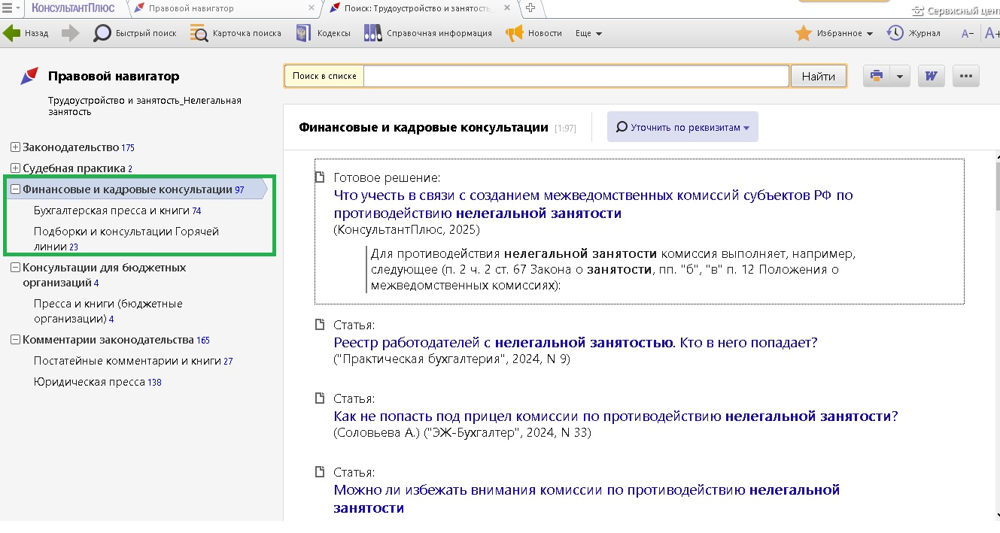 КОНСУЛЬТАНТПЛЮС
Правовой навигатор
Поиск: Трудоустройство и занятость_
Сервисный цен
Назад
Быстрый поиск
Карточка поиска
Кодексы
Справочная информация
Новости
Еще
Избранное
Журнал
A−
A+
Правовой навигатор
Трудоустройство и занятость_Нелегальная
занятость
Законодательство 175
Судебная практика 2
Финансовые и кадровые консультации 97
Бухгалтерская пресса и книги 74
Подборки и консультации Горячей
линии 23
Консультации для бюджетных
организаций 4
Пресса и книги (бюджетные
организации) 4
Комментарии законодательства 165
Постатейные комментарии и книги 27
Юридическая пресса 138
Поиск в списке
Найти
W
Финансовые и кадровые консультации [1:97]
Уточнить по реквизитам
Готовое решение:
Что учесть в связи с созданием межведомственных комиссий субъектов РФ по
противодействию нелегальной занятости
(КонсультантПлюс, 2025)
Для противодействия нелегальной занятости комиссия выполняет, например,
следующее (п. 2 ч. 2 ст. 67 Закона о занятости, пп. "б", "в" п. 12 Положения о
межведомственных комиссиях):
Статья:
Реестр работодателей с нелегальной занятостью. Кто в него попадает?
("Практическая бухгалтерия", 2024, N 9)
Статья:
Как не попасть под прицел комиссии по противодействию нелегальной занятости?
(Соловьева А.) ("ЭЖ-Бухгалтер", 2024, N 33)
Статья:
Можно ли избежать внимания комиссии по противодействию нелегальной
занятости